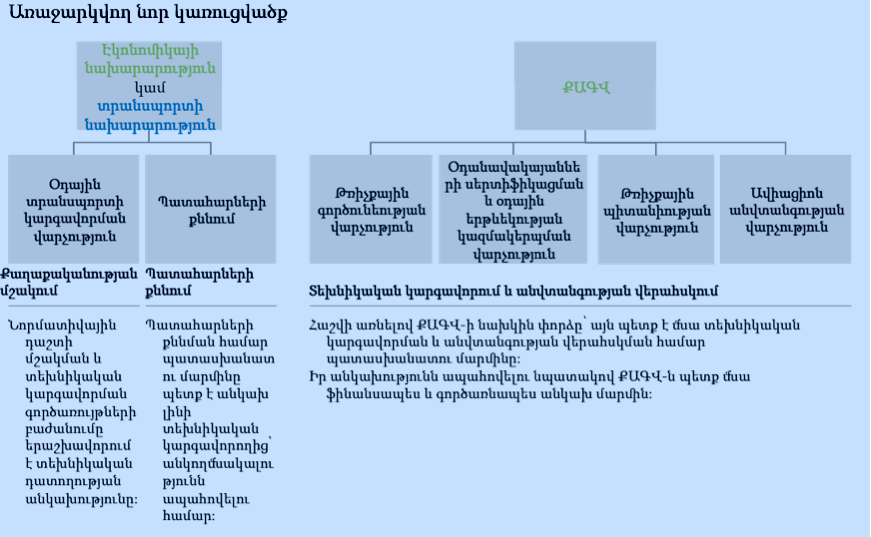 Առաջարկվող նոր կառուցվածք
Էկոնոմիկայի
նախարարություն
կամ
տրանսպորտի
նախարարություն
ՔԱԳՎ
Օդային
տրանսպորտի
կարգավորման
վարչություն
Պատահարների
քննում
Թռիչքային
գործունեության
վարչություն
Օդանավակայաննե
րի սերտիֆիկացման
և օդային
երթևեկության
կազմակերպման
վարչություն
Թռիչքային
պիտանիության
վարչություն
Ավիացիոն
անվտանգության
վարչություն
Քաղաքականության
մշակում
Պատահարների
քննում
Տեխնիկական կարգավորում և անվտանգության վերահսկում
Նորմատիվային
դաշտի
մշակման և
տեխնիկական
կարգավորման
գործառույթների
բաժանումը
երաշխավորում
է տեխնիկական
դատողության
անկախությունը։
Պատահարների
քննման համար
պատասխանատ
ու մարմինը
պետք է անկախ
լինի
տեխնիկական
կարգավորողից՝
անկողմնակալու
թյունն
ապահովելու
համար։
Հաշվի առնելով ՔԱԳՎ-ի նախկին փորձը՝ այն պետք է մնա տեխնիկական
կարգավորման և անվտանգության վերահսկման համար
պատասխանատու մարմինը։
Իր անկախությունն ապահովելու նպատակով ՔԱԳՎ-ն պետք մնա
ֆինանսապես և գործառնապես անկախ մարմին։